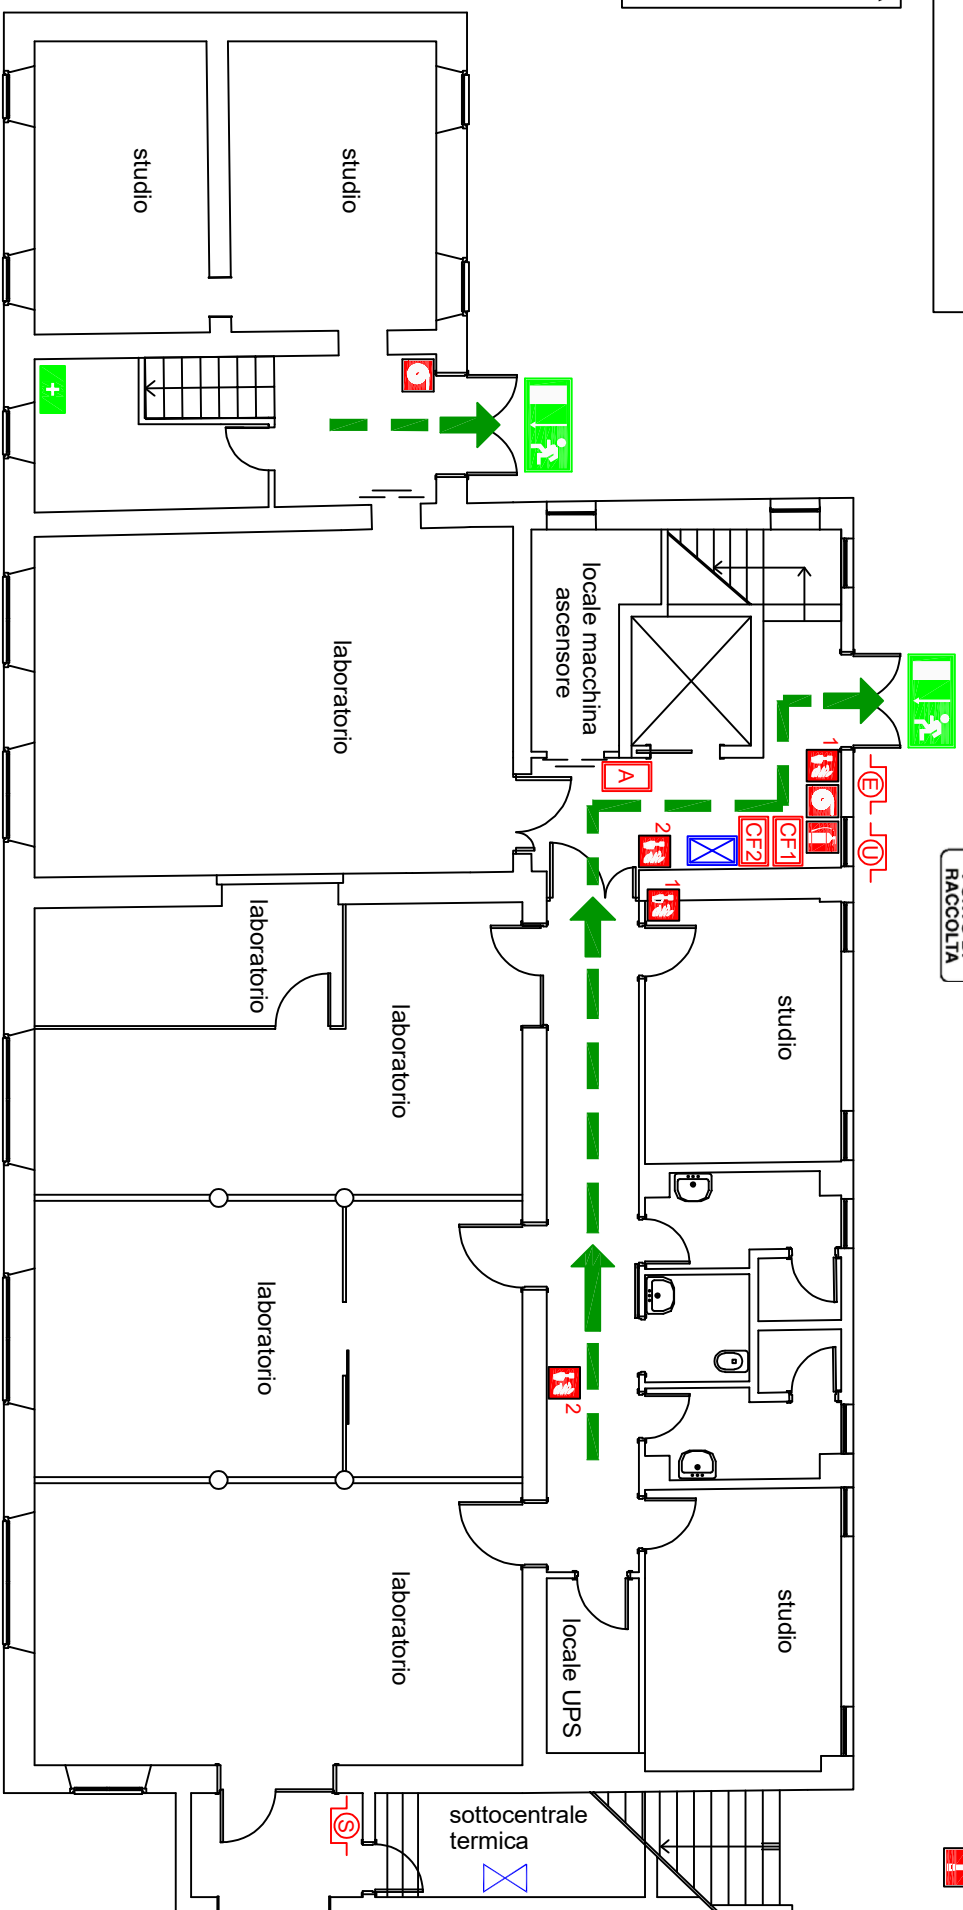 studio
studio
locale macchina
ascensore
laboratorio
A
1
E
2
CF2
CF1
U
1
RACCOLTA
laboratorio
laboratorio
studio
laboratorio
2
laboratorio
studio
locale UPS
S
sottocentrale
termica